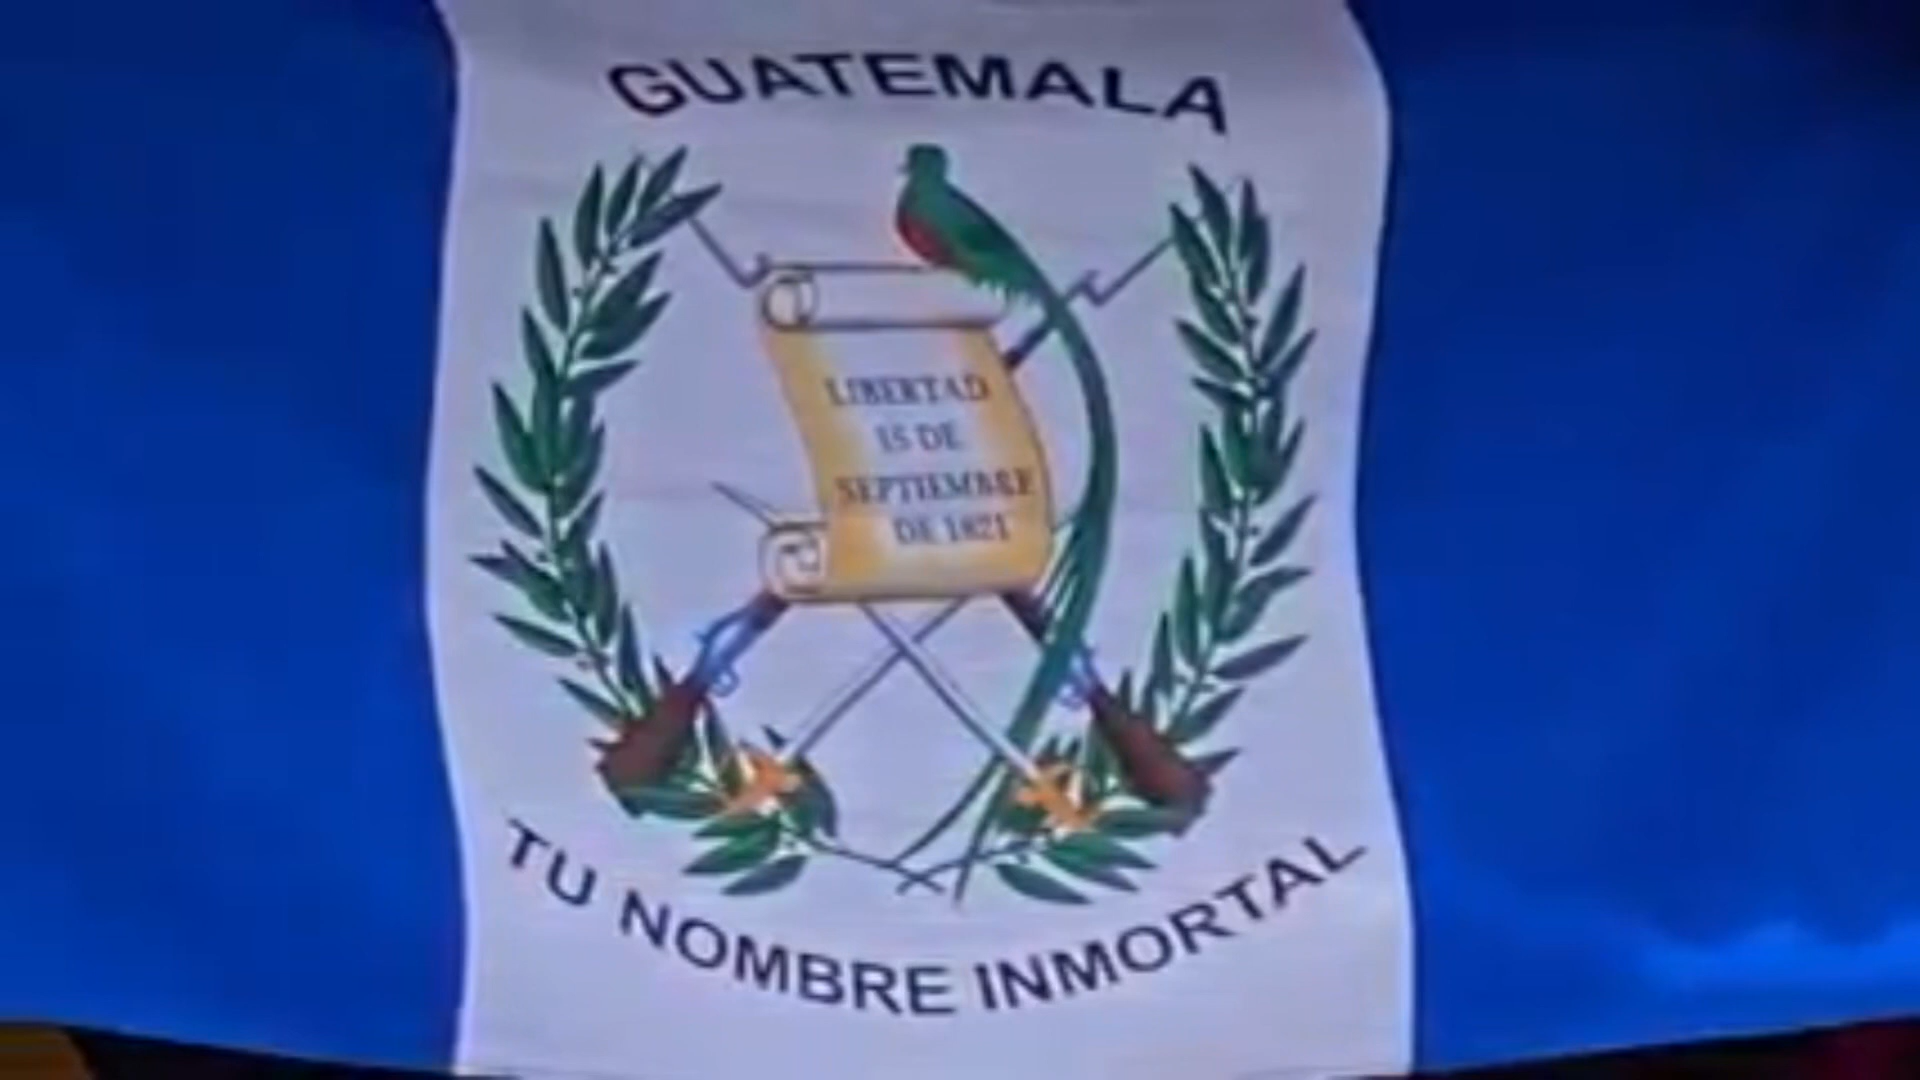 GUATEMALA
LIBERTAD
15 DE
SEPTIEMBRE
DE 1821
TU NOMBRE INMORTAL